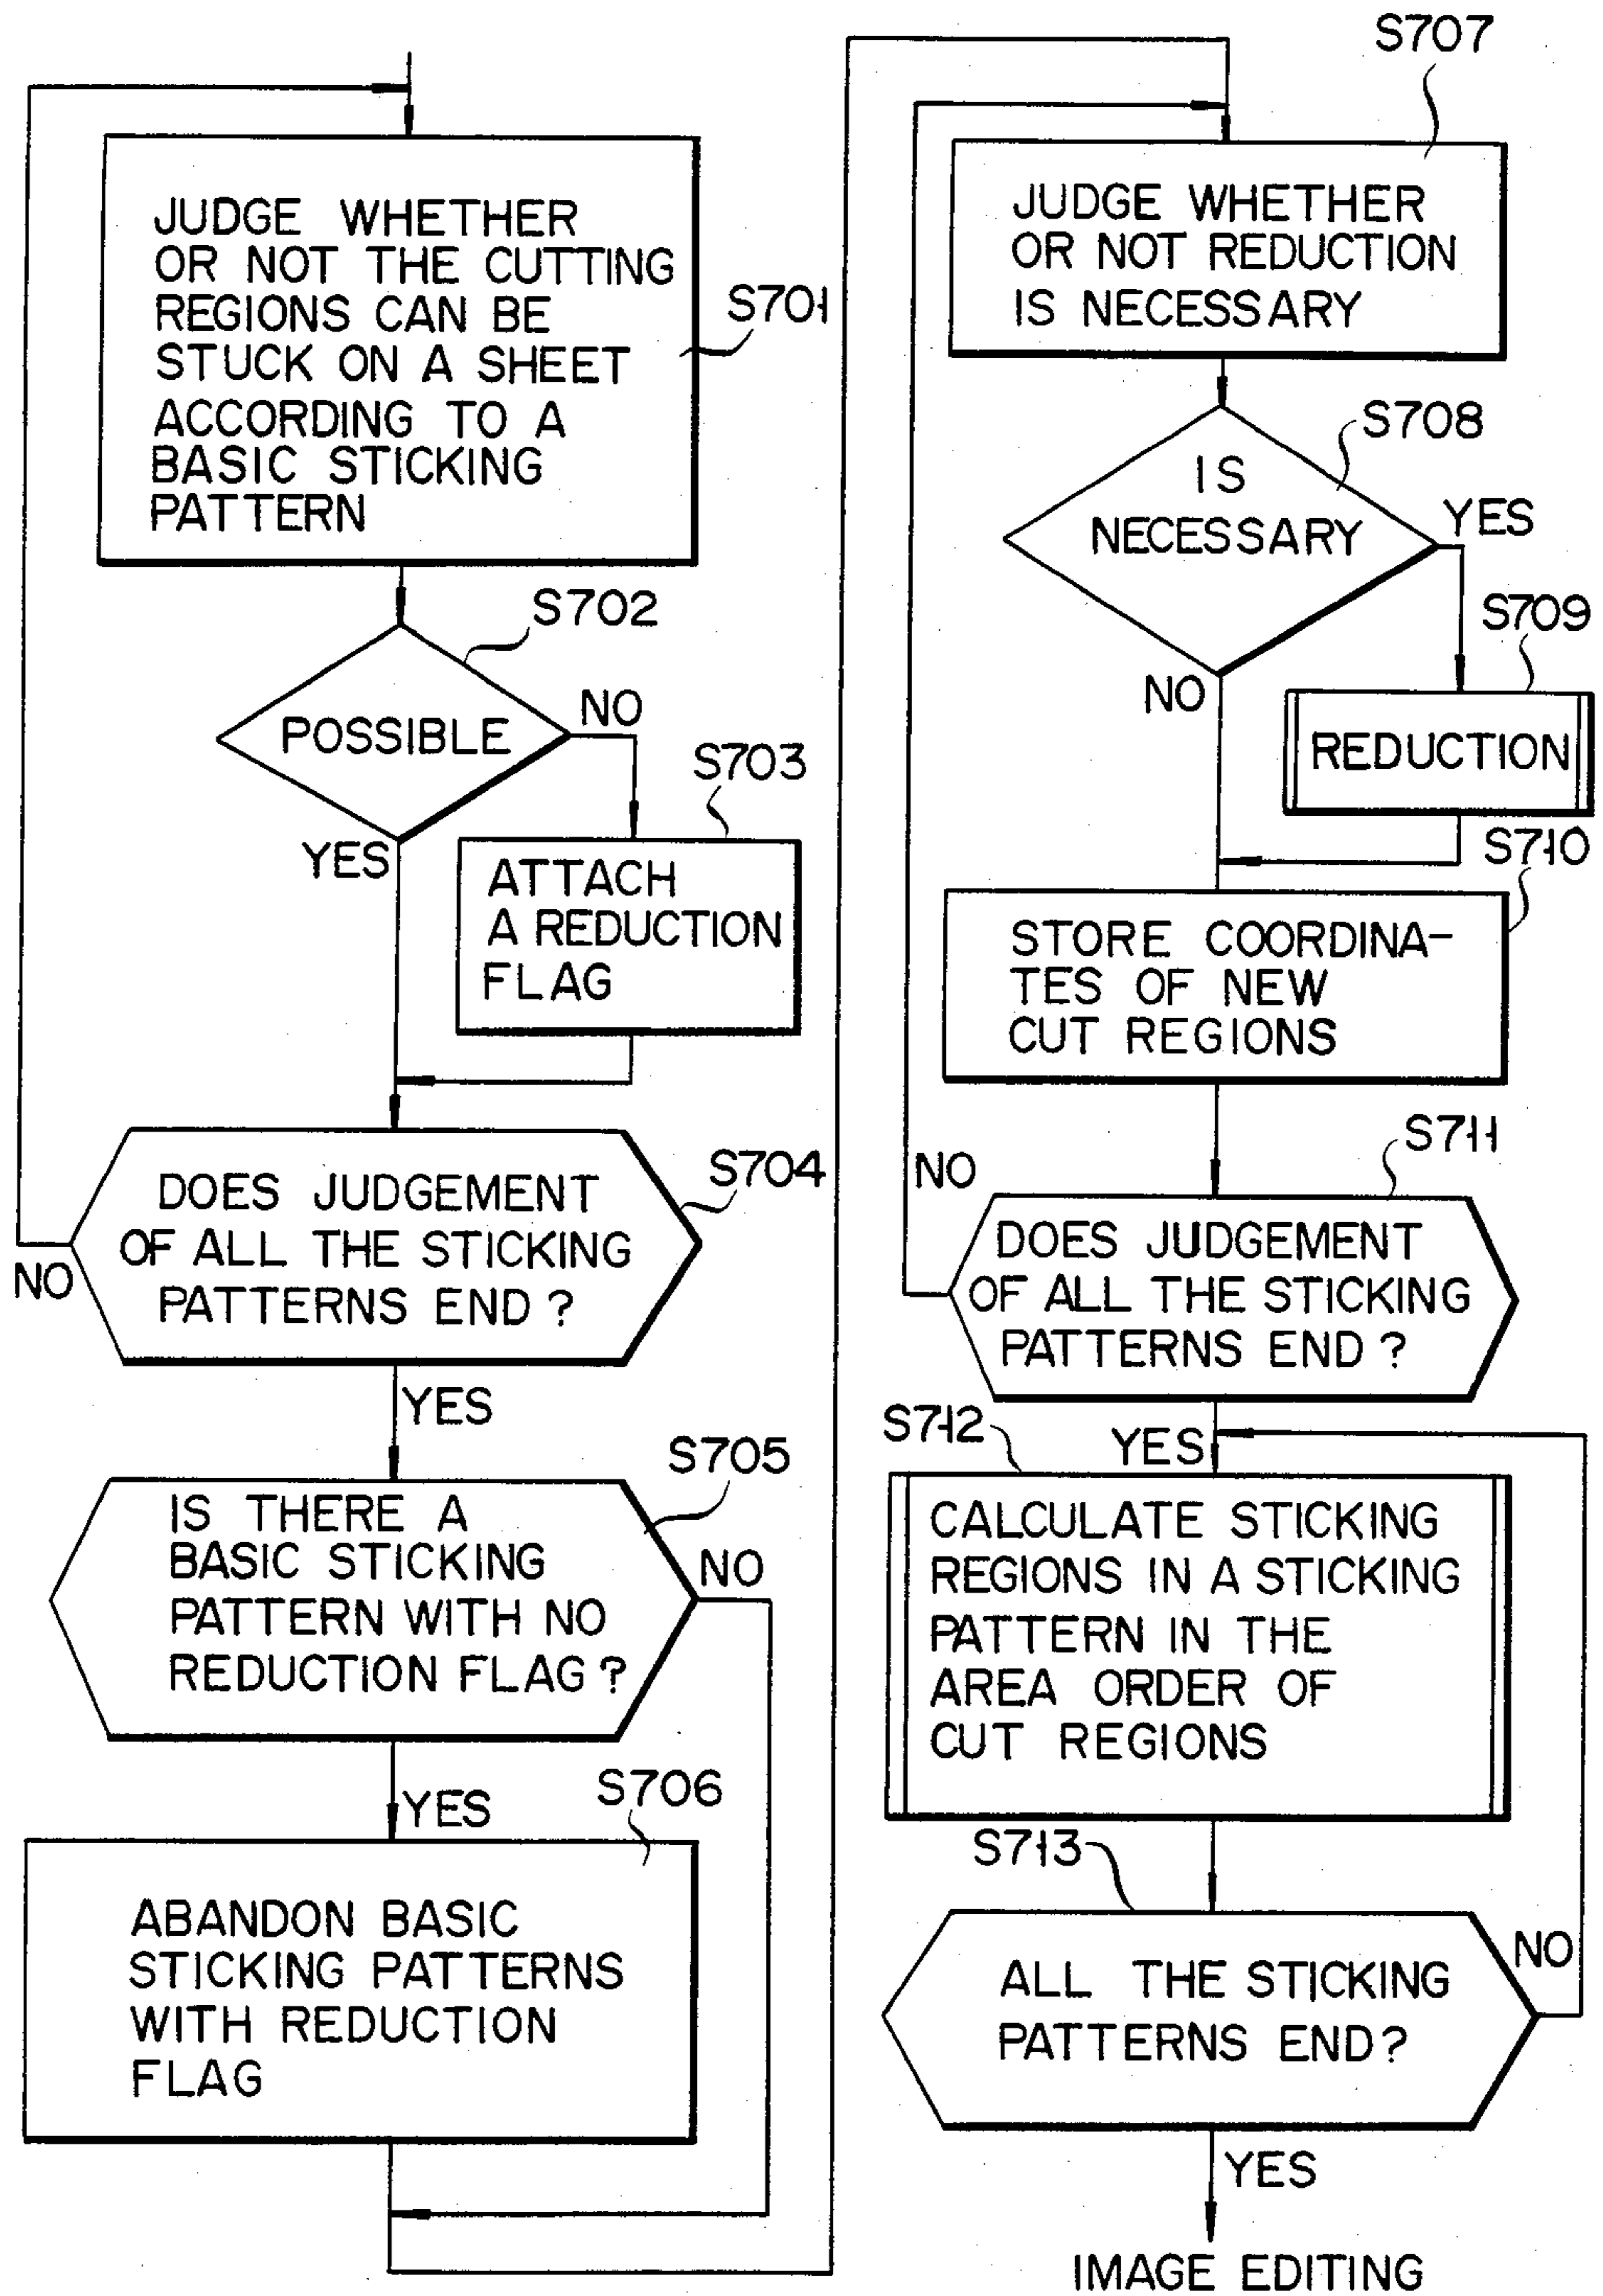 JUDGE WHETHER
OR NOT THE CUTTING
REGIONS CAN BE
STUCK ON A SHEET
ACCORDING TO A
BASIC STICKING
PATTERN
S701
S702
POSSIBLE
NO
YES
S703
ATTACH
A REDUCTION
FLAG
S704
DOES JUDGEMENT
OF ALL THE STICKING
PATTERNS END ?
NO
YES
S705
IS THERE A
BASIC STICKING
PATTERN WITH NO
REDUCTION FLAG ?
NO
YES
S706
ABANDON BASIC
STICKING PATTERNS
WITH REDUCTION
FLAG
S707
JUDGE WHETHER
OR NOT REDUCTION
IS NECESSARY
S708
IS
NECESSARY
YES
NO
S709
REDUCTION
S710
STORE COORDINA-
TES OF NEW
CUT REGIONS
S711
NO
DOES JUDGEMENT
OF ALL THE STICKING
PATTERNS END ?
YES
S712
CALCULATE STICKING
REGIONS IN A STICKING
PATTERN IN THE
AREA ORDER OF
CUT REGIONS
S713
ALL THE STICKING
PATTERNS END?
NO
YES
IMAGE EDITING